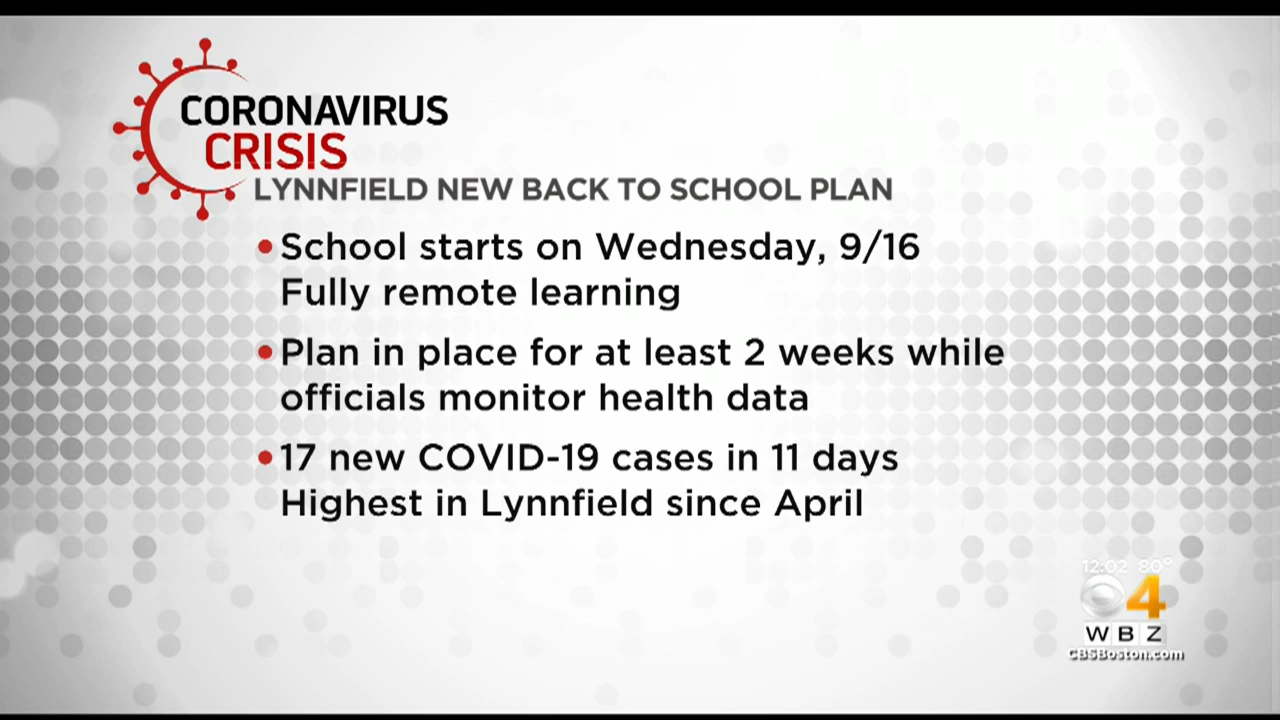 CORONAVIRUS
CRISIS
LYNNFIELD NEW BACK TO SCHOOL PLAN
•School starts on Wednesday, 9/16
Fully remote learning
•Plan in place for at least 2 weeks while
officials monitor health data
•17 new COVID-19 cases in 11 days
Highest in Lynnfield since April
12:02 80°
4
WBZ
CBSBoston.com